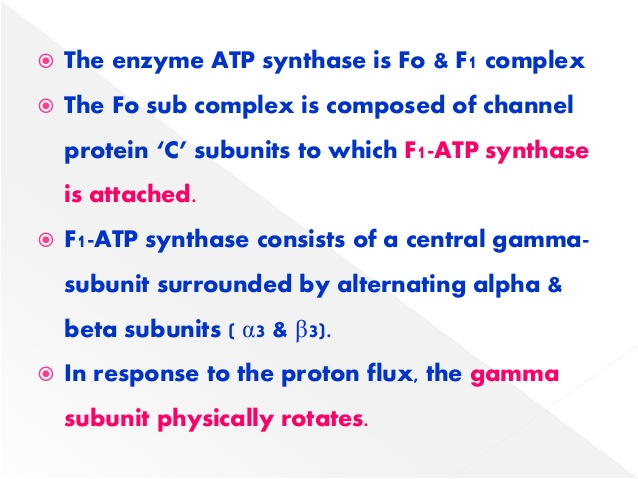 The enzyme ATP synthase is Fo & F1 complex
The Fo sub complex is composed of channel
protein ‘C’ subunits to which F1-ATP synthase
is attached.
F1-ATP synthase consists of a central gamma-
subunit surrounded by alternating alpha &
beta subunits ( α3 & β3).
In response to the proton flux, the gamma
subunit physically rotates.